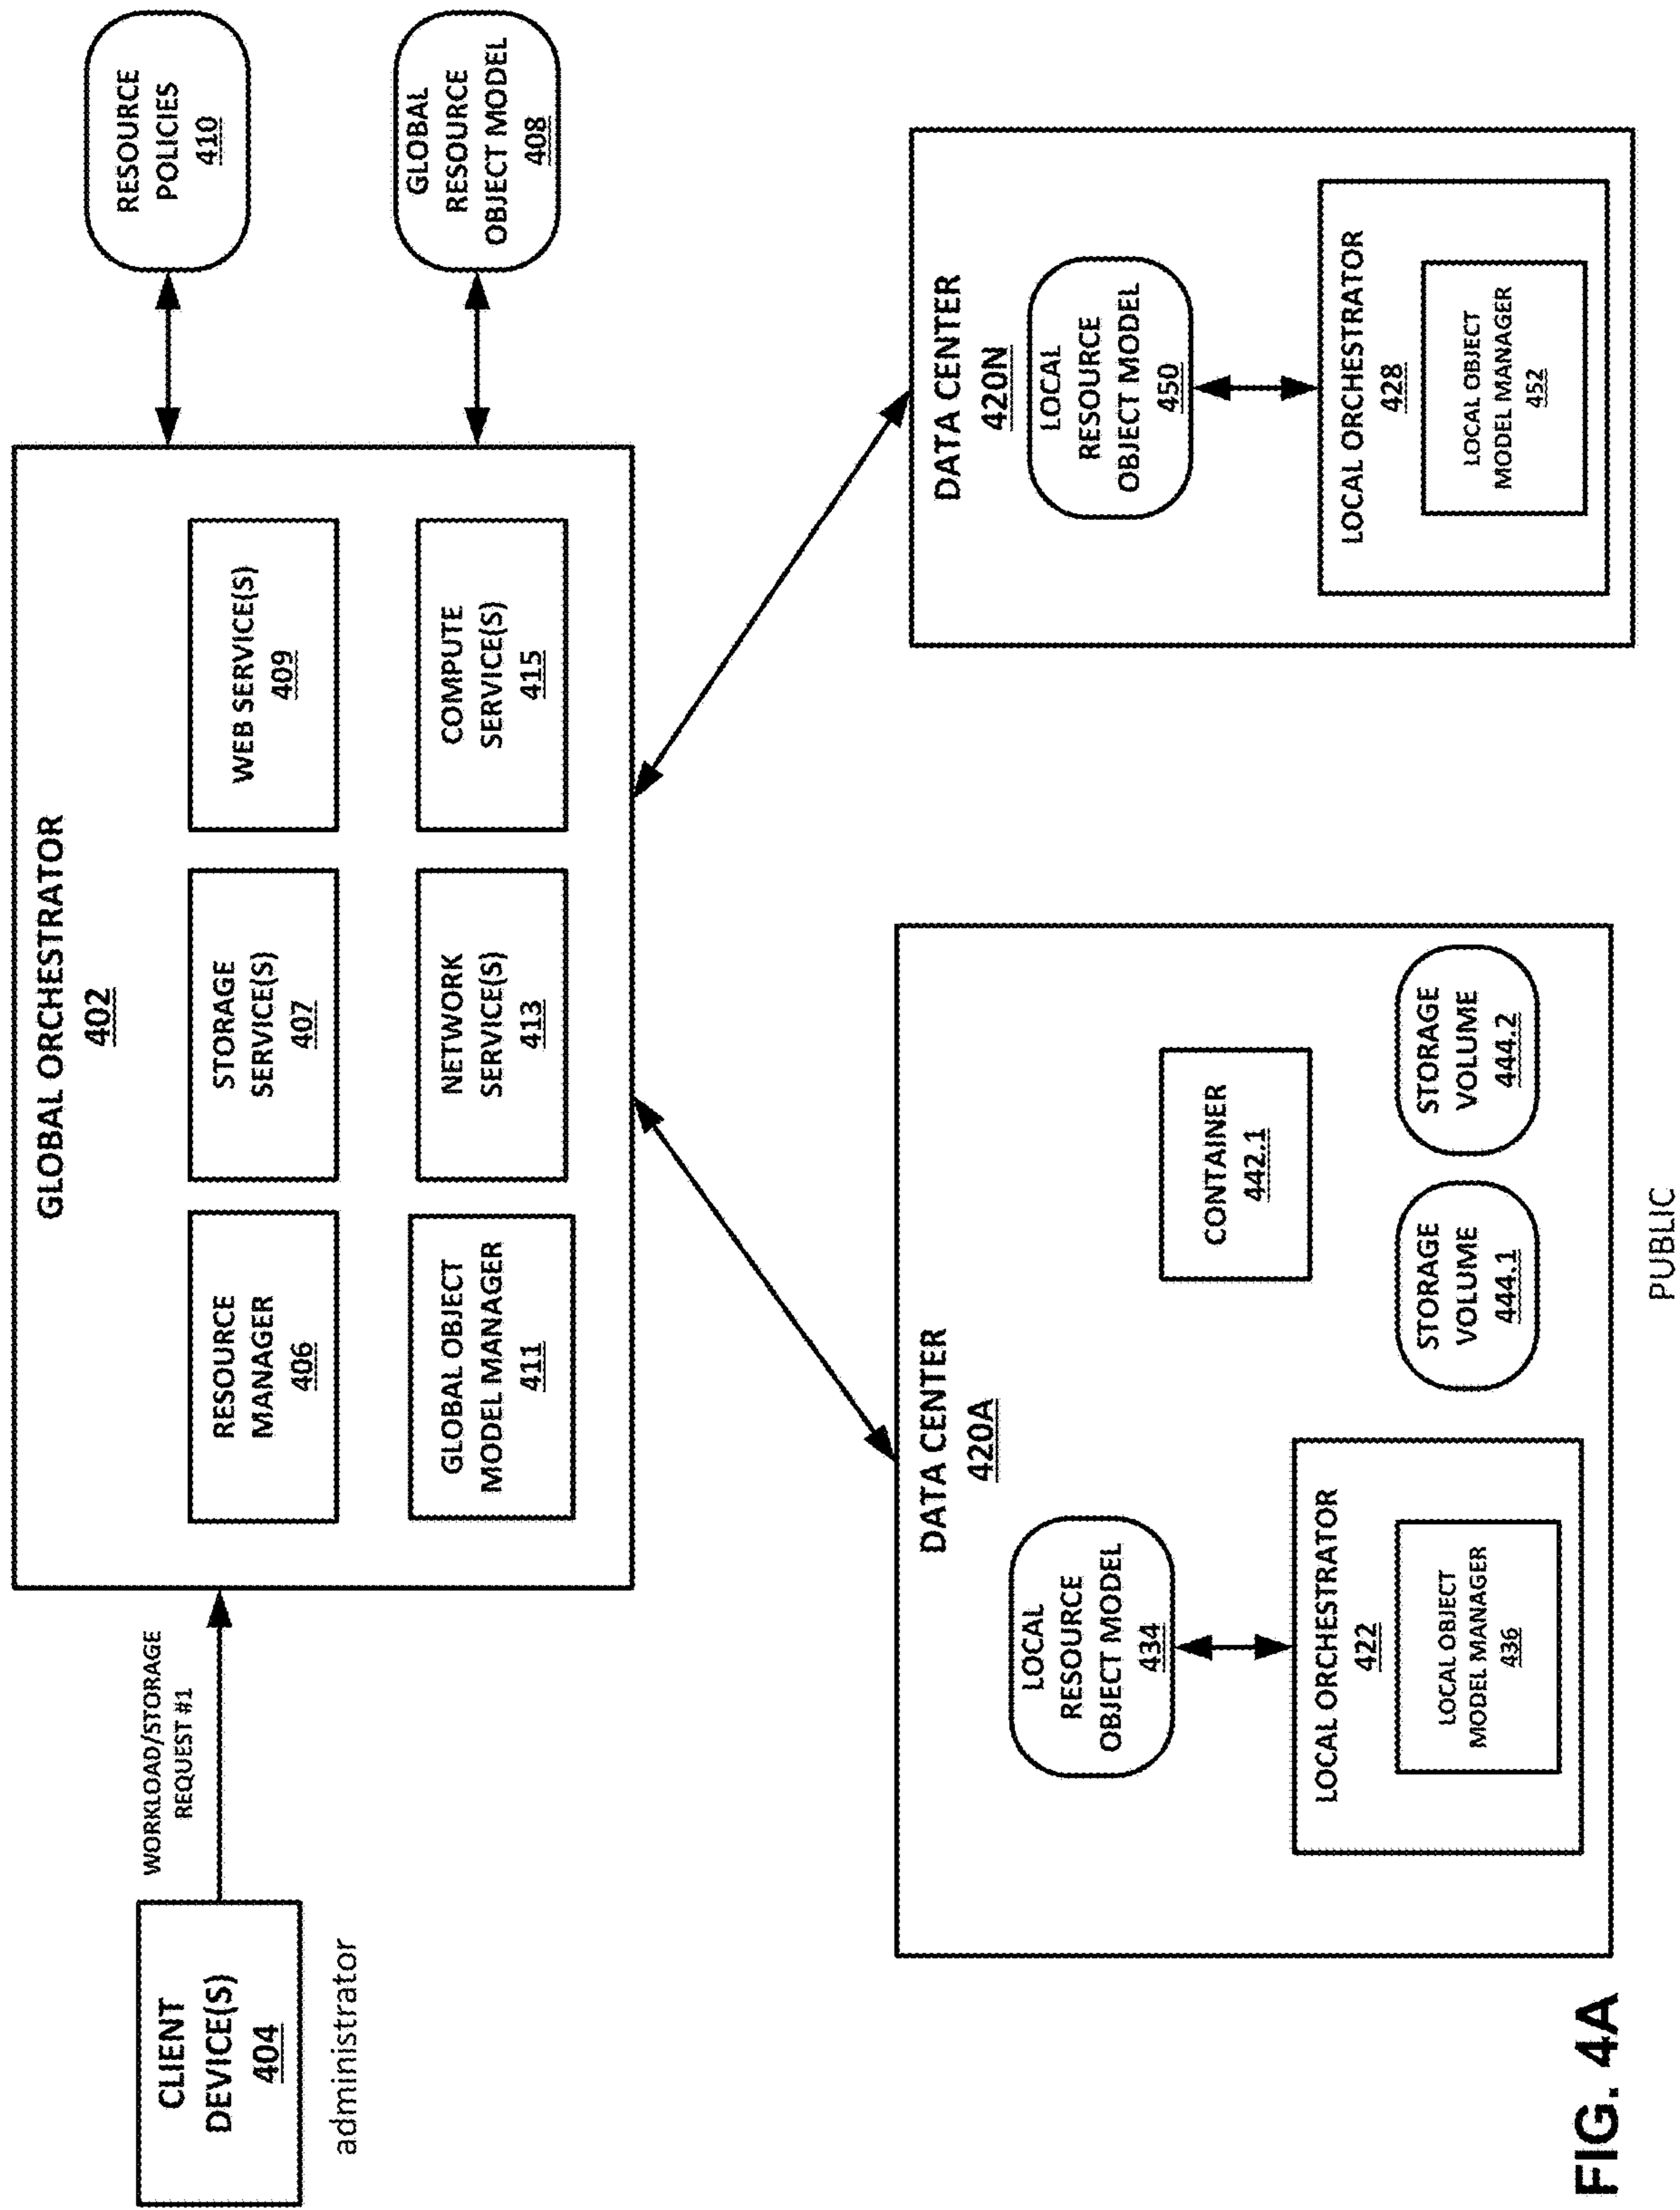 GLOBAL ORCHESTRATOR
402
CLIENT
DEVICE(S)
404
administrator
WORKLOAD/STORAGE
REQUEST #1
RESOURCE
MANAGER
406
STORAGE
SERVICE(S)
407
WEB SERVICE(S)
409
GLOBAL OBJECT
MODEL MANAGER
411
NETWORK
SERVICE(S)
413
COMPUTE
SERVICE(S)
415
RESOURCE
POLICIES
410
GLOBAL
RESOURCE
OBJECT MODEL
408
DATA CENTER
420A
LOCAL
RESOURCE
OBJECT MODEL
434
LOCAL ORCHESTRATOR
422
LOCAL OBJECT
MODEL MANAGER
436
CONTAINER
442.1
STORAGE
VOLUME
444.1
STORAGE
VOLUME
444.2
PUBLIC
DATA CENTER
420N
LOCAL
RESOURCE
OBJECT MODEL
450
LOCAL ORCHESTRATOR
428
LOCAL OBJECT
MODEL MANAGER
452
FIG. 4A